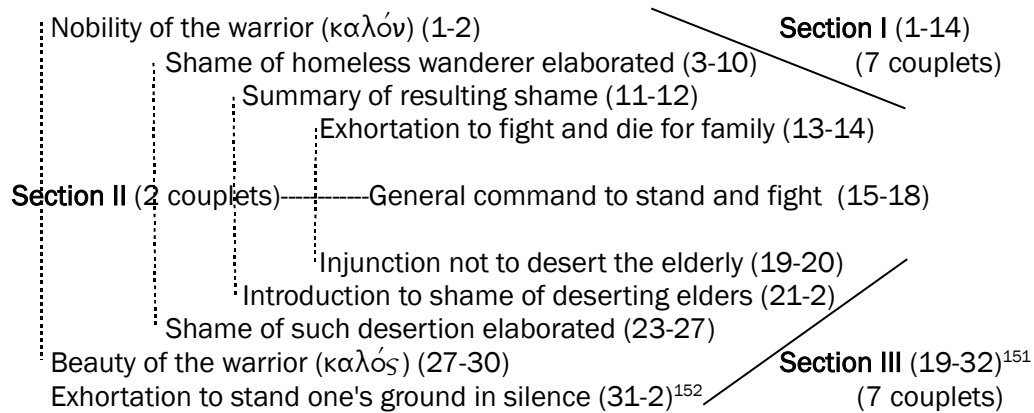 Nobility of the warrior (καλόν) (1-2) Section I (1-14)
Shame of homeless wanderer elaborated (3-10) (7 couplets)
Summary of resulting shame (11-12)
Exhortation to fight and die for family (13-14)
Section II (2 couplets)------------General command to stand and fight (15-18)
Injunction not to desert the elderly (19-20)
Introduction to shame of deserting elders (21-2)
Shame of such desertion elaborated (23-27)
Beauty of the warrior (καλός) (27-30) Section III (19-32)151
Exhortation to stand one's ground in silence (31-2)152 (7 couplets)